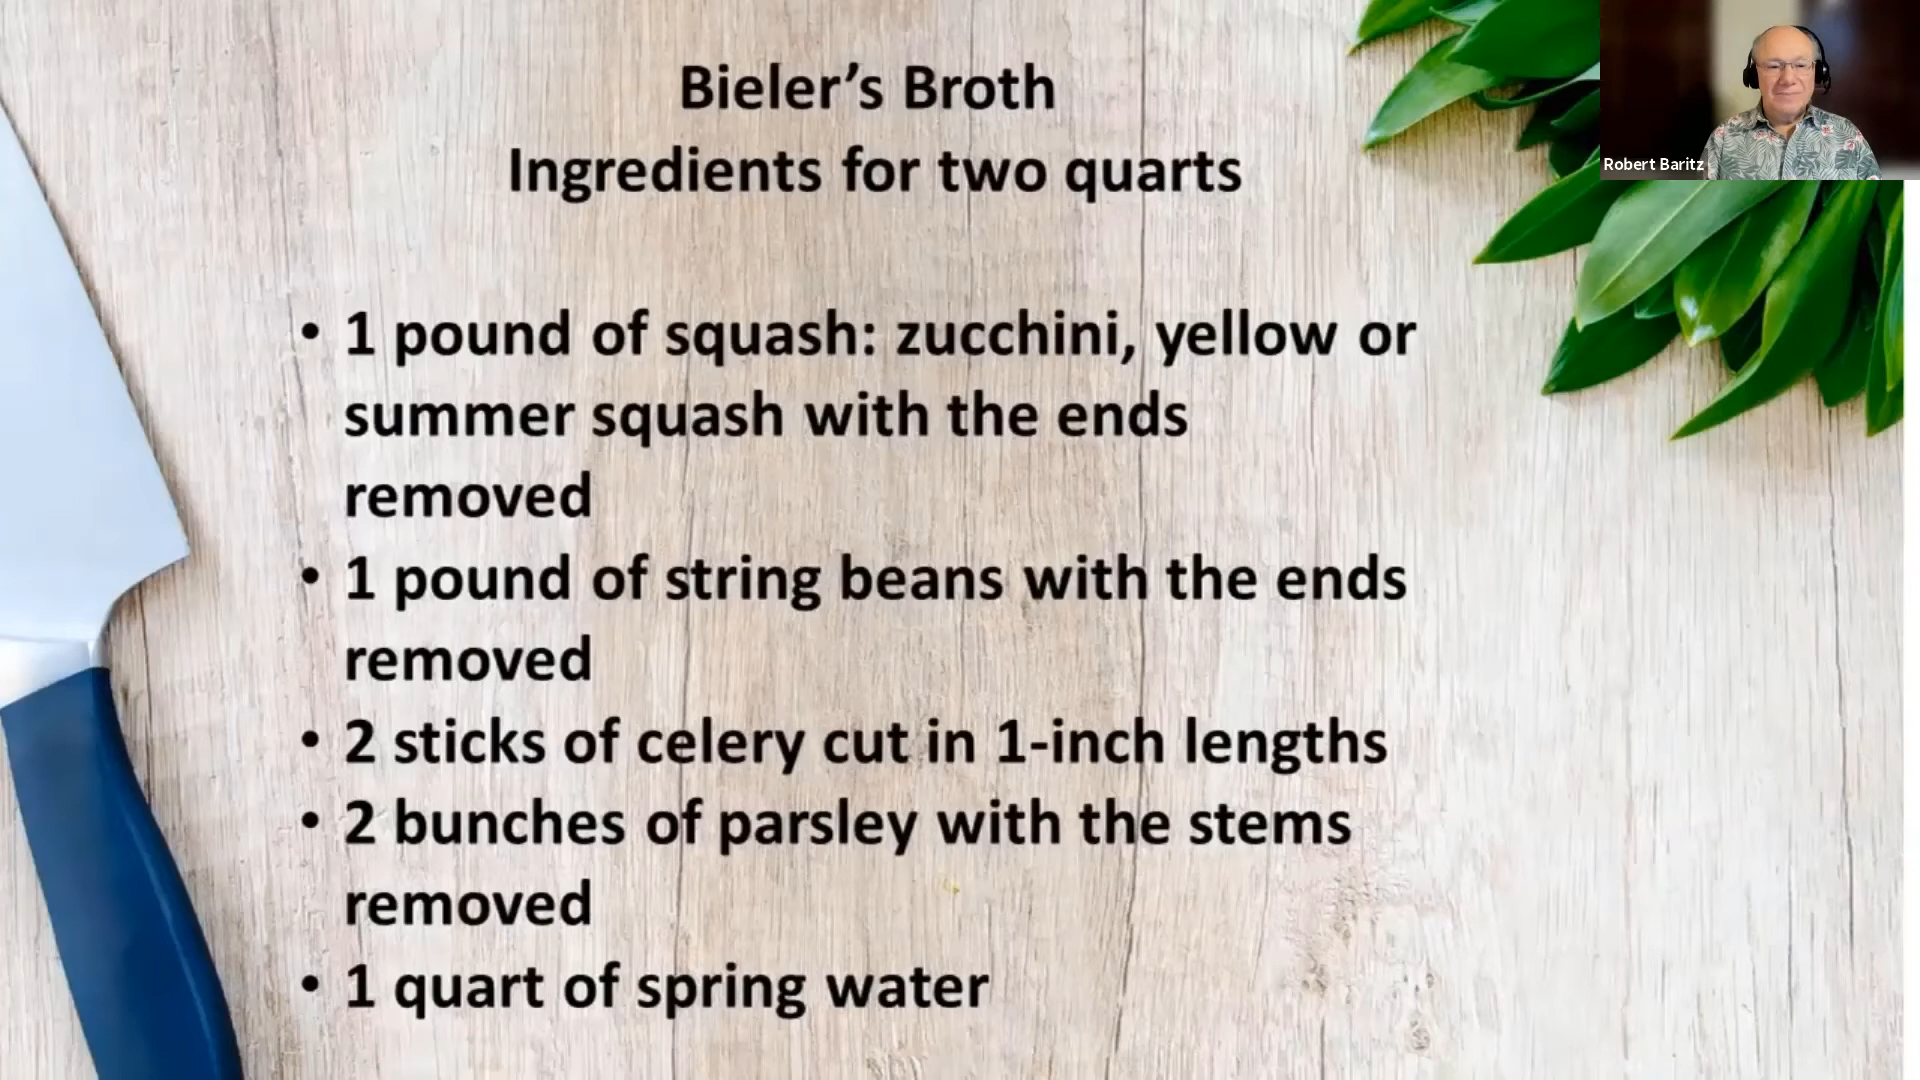 Bieler’s Broth
Ingredients for two quarts
• 1 pound of squash: zucchini, yellow or
summer squash with the ends
removed
• 1 pound of string beans with the ends
removed
• 2 sticks of celery cut in 1-inch lengths
• 2 bunches of parsley with the stems
removed
• 1 quart of spring water
Robert Baritz